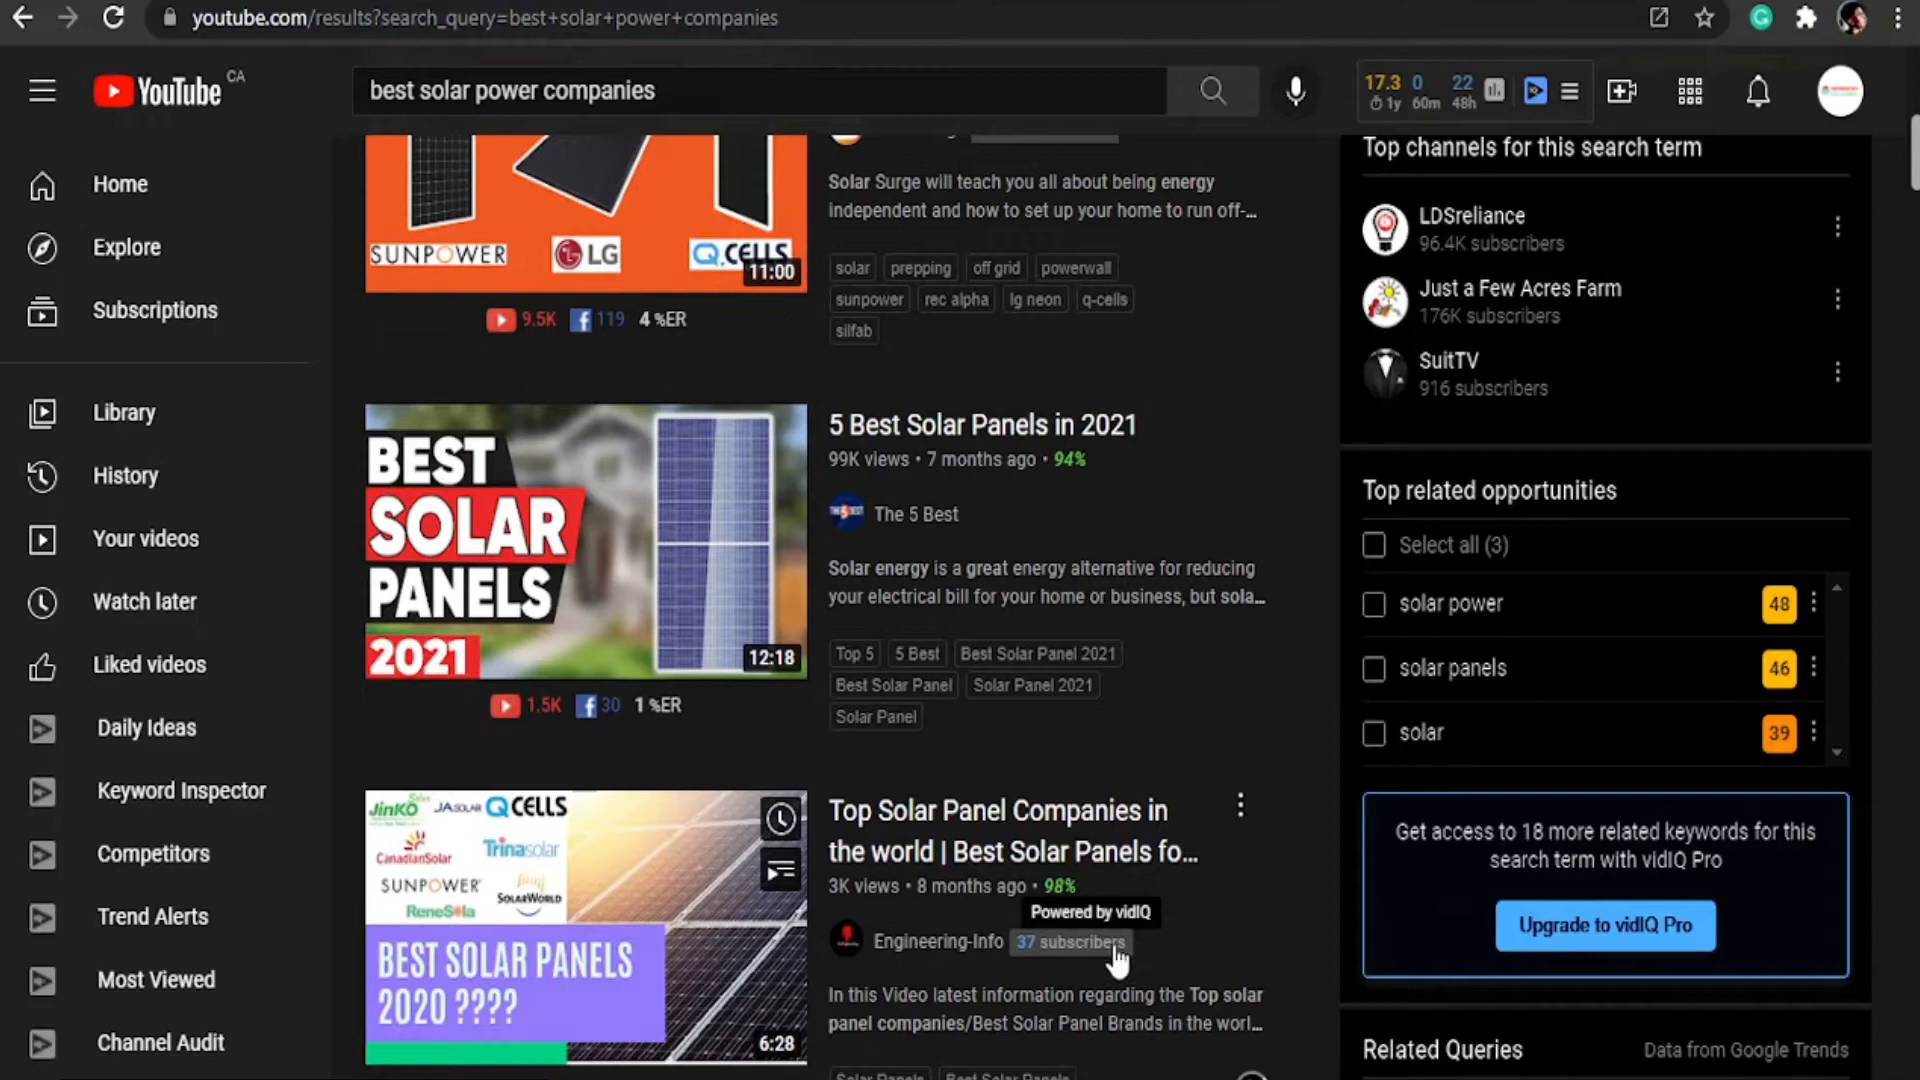 youtube.com/results?search_query=best+solar+power+companies
YouTube CA
best solar power companies
17.3 0 22
1y 60m 48h
Home
Explore
Subscriptions
Library
History
Your videos
Watch later
Liked videos
Daily Ideas
Keyword Inspector
Competitors
Trend Alerts
Most Viewed
Channel Audit
SUNPOWER LG Q.CELLS
11:00
9.5K 119 4 %ER
Solar Surge will teach you all about being energy
independent and how to set up your home to run off-...
solar prepping off grid powerwall
sunpower rec alpha lg neon q-cells
silfab
BEST
SOLAR
PANELS
2021
12:18
1.5K 30 1 %ER
5 Best Solar Panels in 2021
99K views • 7 months ago • 94%
The 5 Best
Solar energy is a great energy alternative for reducing
your electrical bill for your home or business, but sola...
Top 5 5 Best Best Solar Panel 2021
Best Solar Panel Solar Panel 2021
Solar Panel
JinKO Solar JA SOLAR Q CELLS
CanadianSolar Trinasolar
SUNPOWER SOLARWORLD
ReneSola
BEST SOLAR PANELS
2020 ????
6:28
Top Solar Panel Companies in
the world | Best Solar Panels fo...
3K views • 8 months ago • 98%
Powered by vidIQ
Engineering-Info 37 subscribers
In this Video latest information regarding the Top solar
panel companies/Best Solar Panel Brands in the worl...
Solar Panels Best Solar Panels
Top channels for this search term
LDSreliance
96.4K subscribers
Just a Few Acres Farm
176K subscribers
SuitTV
916 subscribers
Top related opportunities
Select all (3)
solar power 48
solar panels 46
solar 39
Get access to 18 more related keywords for this
search term with vidIQ Pro
Upgrade to vidIQ Pro
Related Queries Data from Google Trends